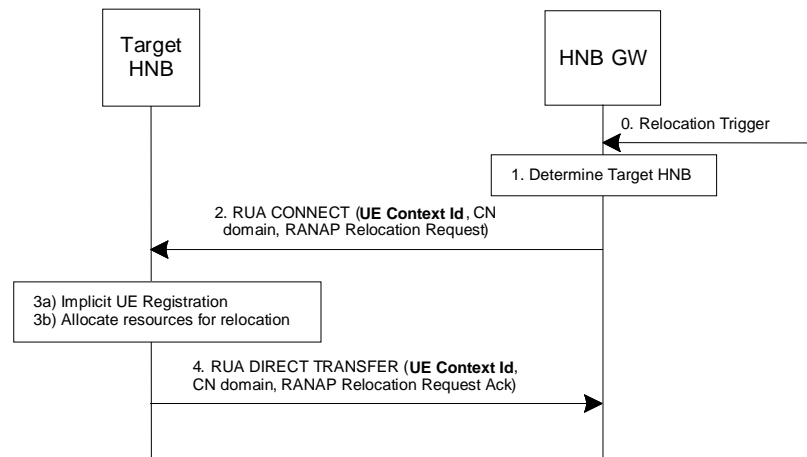 Target
HNB
HNB GW
0. Relocation Trigger
1. Determine Target HNB
2. RUA CONNECT (UE Context Id, CN
domain, RANAP Relocation Request)
3a) Implicit UE Registration
3b) Allocate resources for relocation
4. RUA DIRECT TRANSFER (UE Context Id,
CN domain, RANAP Relocation Request Ack)